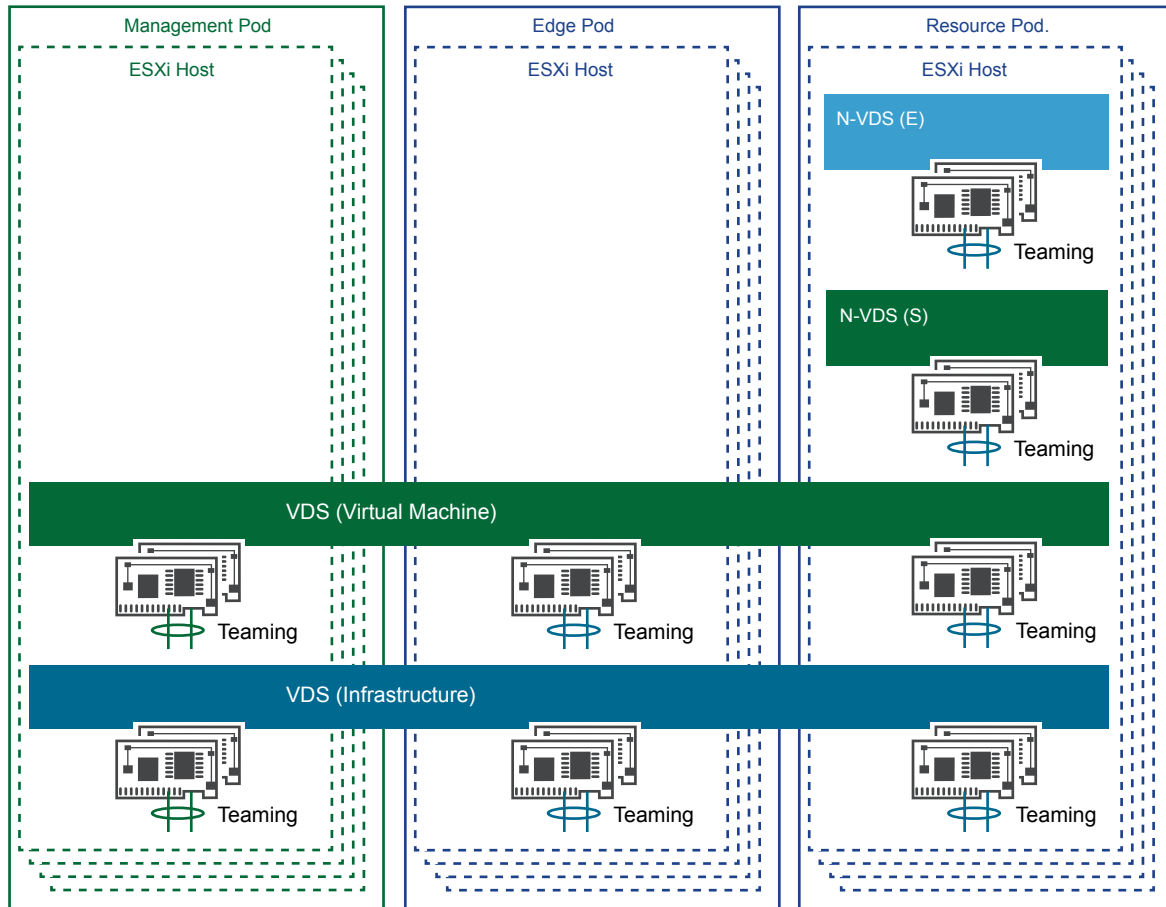 Management Pod
Edge Pod
Resource Pod.
ESXi Host
ESXi Host
ESXi Host
N-VDS (E)
Teaming
N-VDS (S)
Teaming
VDS (Virtual Machine)
Teaming
Teaming
Teaming
VDS (Infrastructure)
Teaming
Teaming
Teaming